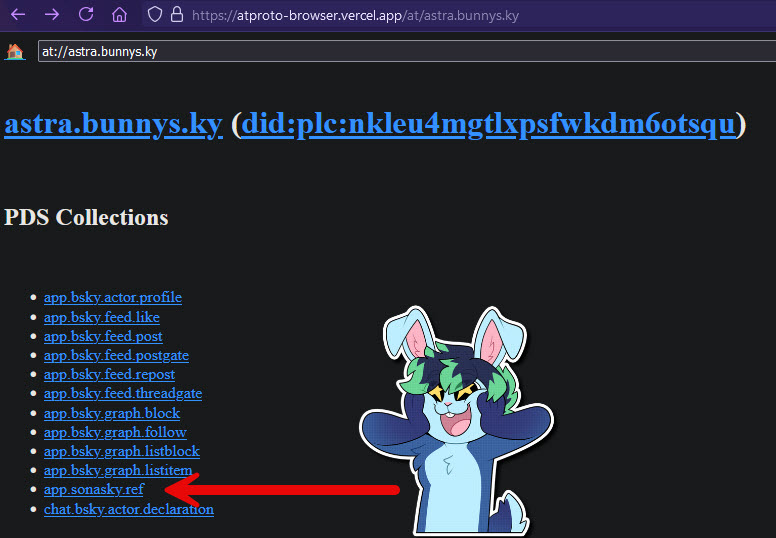 https://atproto-browser.vercel.app/at/astra.bunnys.ky
at://astra.bunnys.ky
astra.bunnys.ky (did:plc:nkleu4mgtlxpsfwkdm6otsqu)
PDS Collections
app.bsky.actor.profile
app.bsky.feed.like
app.bsky.feed.post
app.bsky.feed.postgate
app.bsky.feed.repost
app.bsky.feed.threadgate
app.bsky.graph.block
app.bsky.graph.follow
app.bsky.graph.listblock
app.bsky.graph.listitem
app.sonasky.ref
chat.bsky.actor.declaration